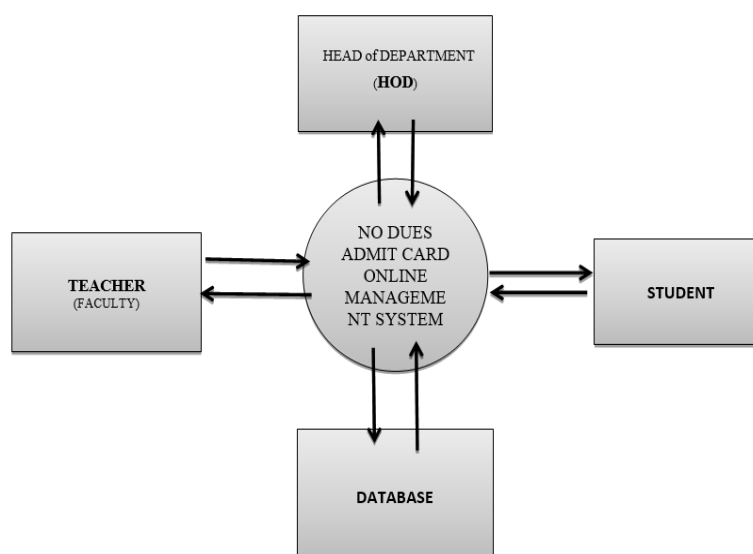 HEAD of DEPARTMENT
(HOD)
NO DUES
ADMIT CARD
ONLINE
MANAGEME
NT SYSTEM
TEACHER
(FACULTY)
STUDENT
DATABASE